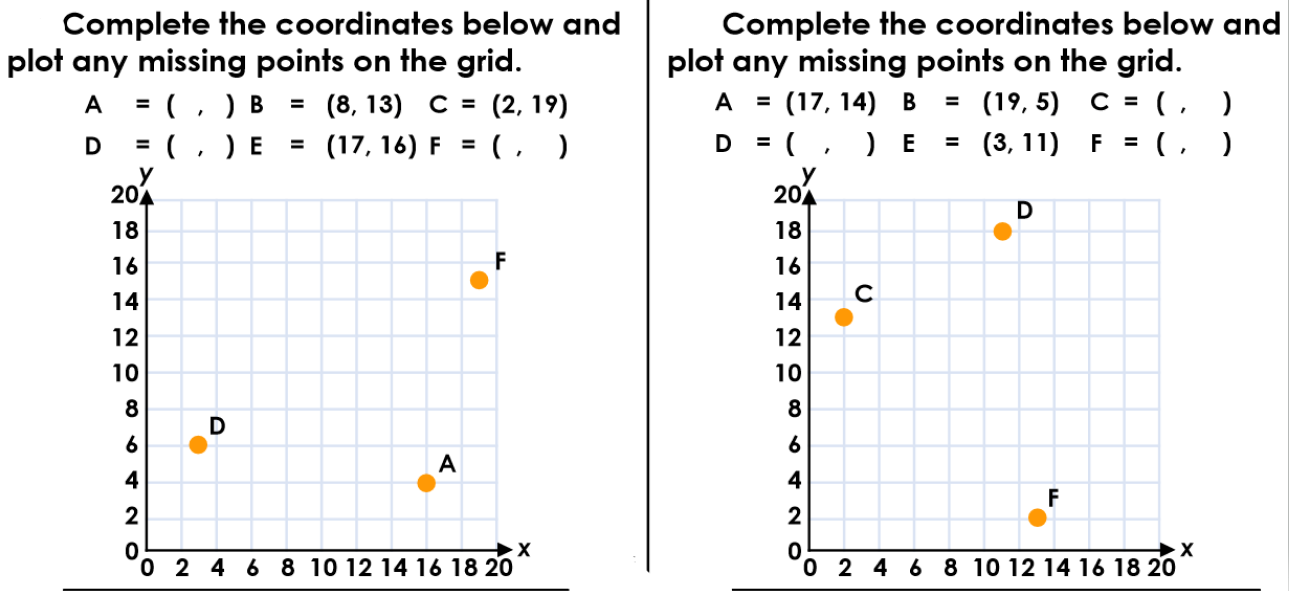 Complete the coordinates below and
plot any missing points on the grid.
A = ( , ) B = (8, 13) C = (2, 19)
D = ( , ) E = (17, 16) F = ( , )
y
20
18
F
16
14
12
10
8
D
6
A
4
2
0
x
0 2 4 6 8 10 12 14 16 18 20
Complete the coordinates below and
plot any missing points on the grid.
A = (17, 14) B = (19, 5) C = ( , )
D = ( , ) E = (3, 11) F = ( , )
y
20
D
18
16
C
14
12
10
8
6
4
F
2
0
x
0 2 4 6 8 10 12 14 16 18 20